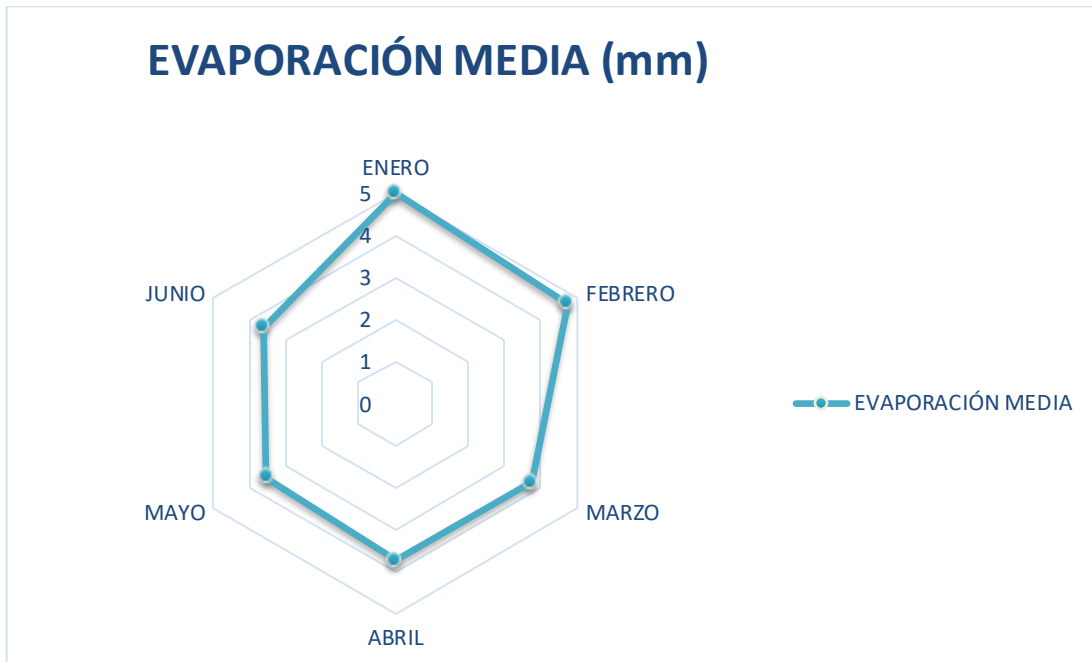 EVAPORACIÓN MEDIA (mm)
ENERO
5
4
3
2
1
0
JUNIO
FEBRERO
EVAPORACIÓN MEDIA
MAYO
MARZO
ABRIL